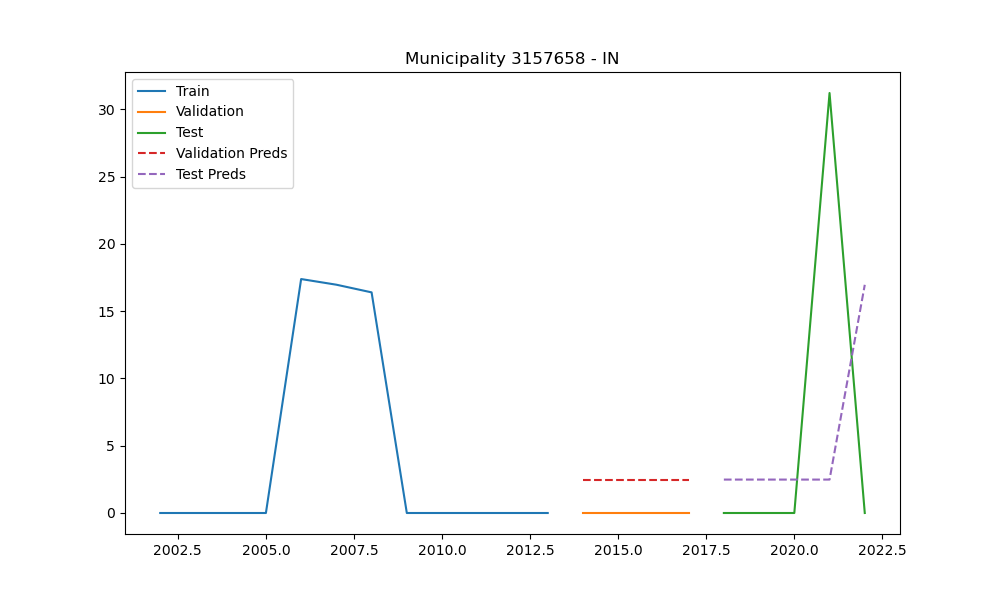 Municipality 3157658 - IN
Train
Validation
Test
Validation Preds
Test Preds
30
25
20
15
10
5
0
2002.5 2005.0 2007.5 2010.0 2012.5 2015.0 2017.5 2020.0 2022.5